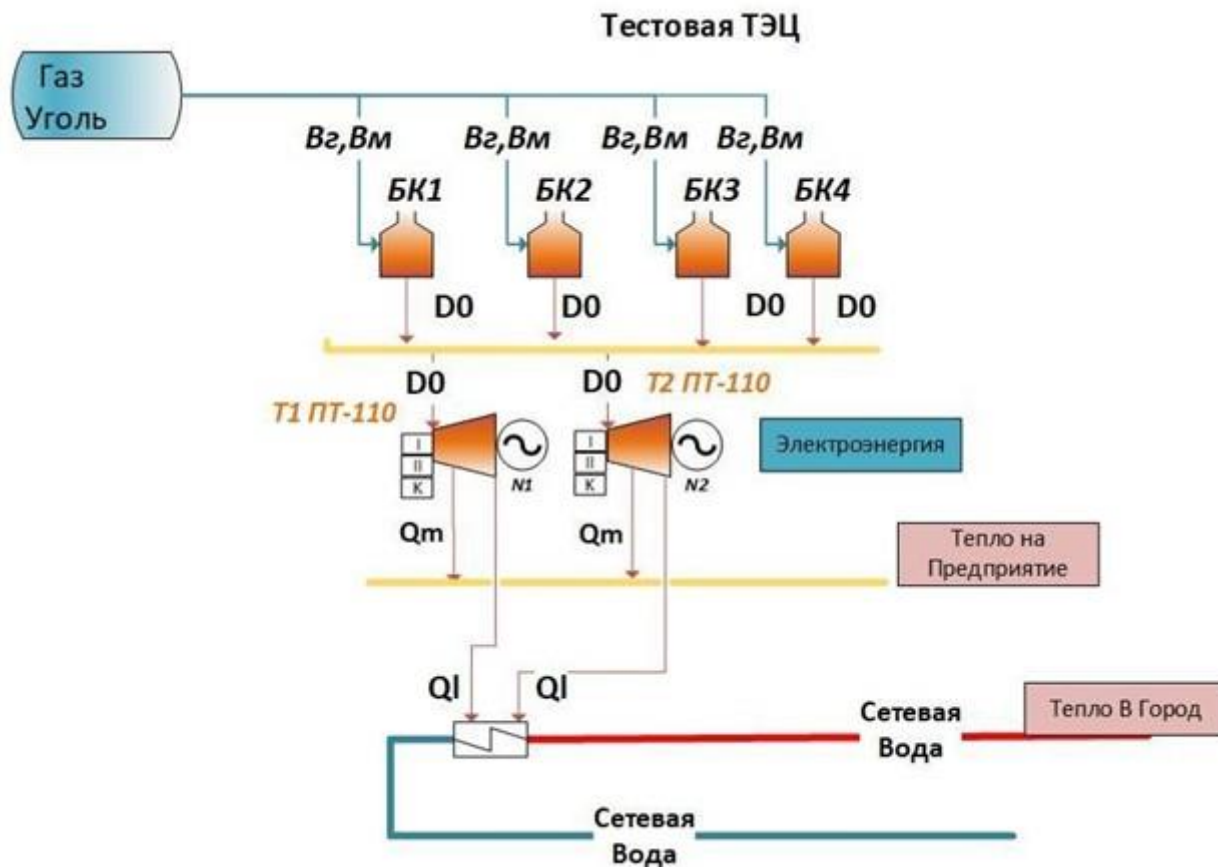 Тестовая ТЭЦ
Газ
Уголь
Вг,Вм Вг,Вм Вг,Вм Вг,Вм
БК1 БК2 БК3 БК4
D0 D0 D0 D0
D0 D0 Т2 ПТ-110
Т1 ПТ-110
I I Электроэнергия
II II
K K
N1 N2
Qm Qm Тепло на
Предприятие
Ql Ql
Сетевая Тепло В Город
Вода
Сетевая
Вода